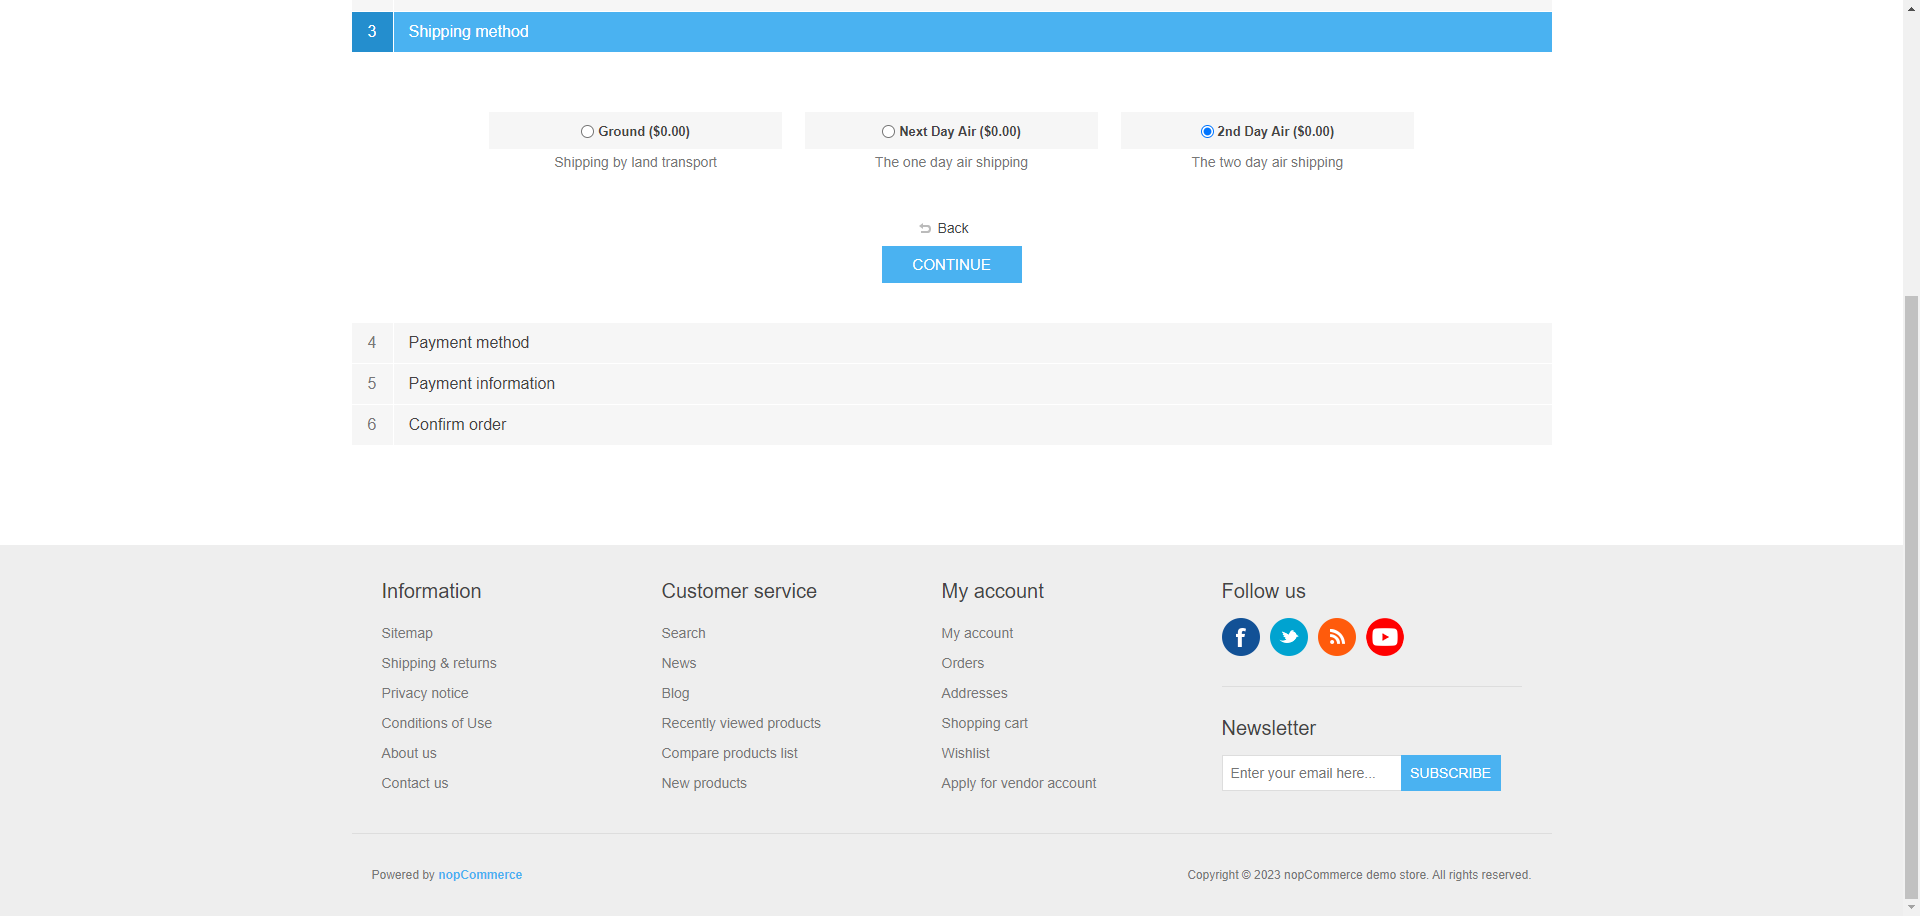 3 Shipping method
Ground ($0.00) Next Day Air ($0.00) 2nd Day Air ($0.00)
Shipping by land transport The one day air shipping The two day air shipping
Back
CONTINUE
4 Payment method
5 Payment information
6 Confirm order
Information
Sitemap
Shipping & returns
Privacy notice
Conditions of Use
About us
Contact us
Customer service
Search
News
Blog
Recently viewed products
Compare products list
New products
My account
My account
Orders
Addresses
Shopping cart
Wishlist
Apply for vendor account
Follow us
Newsletter
Enter your email here... SUBSCRIBE
Powered by nopCommerce
Copyright © 2023 nopCommerce demo store. All rights reserved.